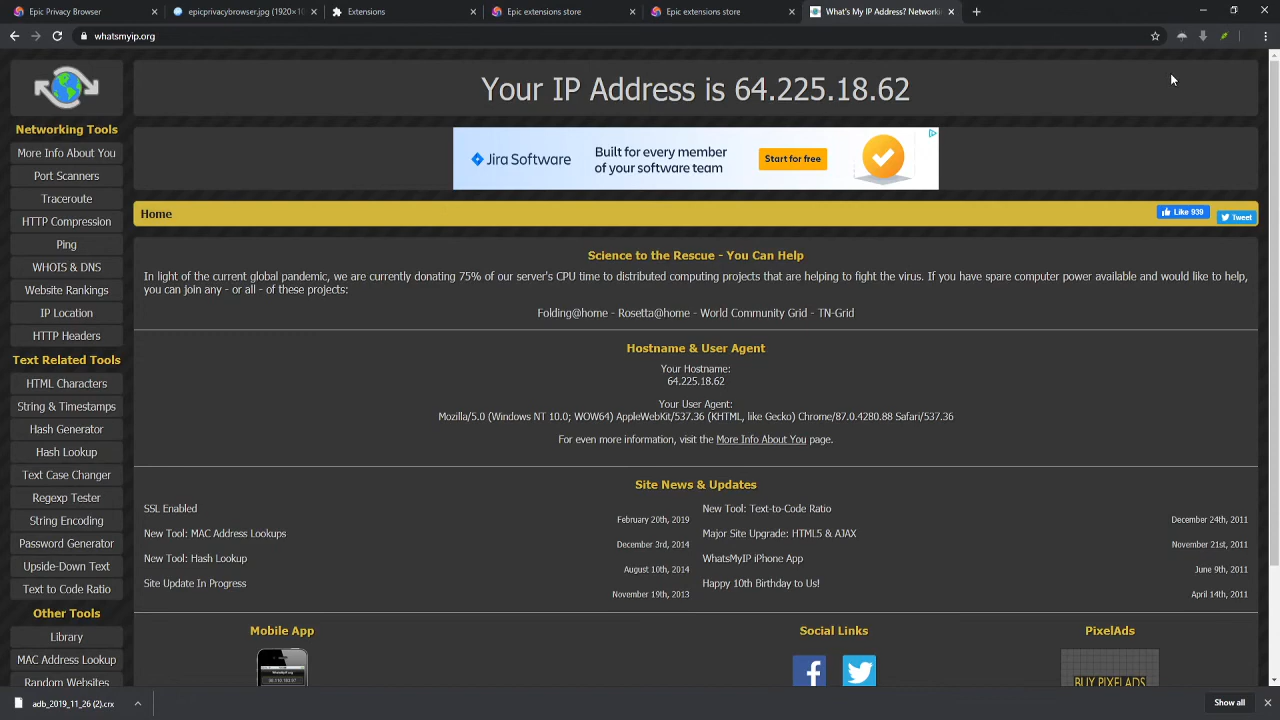 Epic Privacy Browser
epicprivacybrowser.jpg (1920×10
Extensions
Epic extensions store
Epic extensions store
What's My IP Address? Networki
whatsmyip.org
Your IP Address is 64.225.18.62
Networking Tools
More Info About You
Port Scanners
Traceroute
HTTP Compression
Ping
WHOIS & DNS
Website Rankings
IP Location
HTTP Headers
Text Related Tools
HTML Characters
String & Timestamps
Hash Generator
Hash Lookup
Text Case Changer
Regexp Tester
String Encoding
Password Generator
Upside-Down Text
Text to Code Ratio
Other Tools
Library
MAC Address Lookup
Random Websites
Jira Software
Built for every member
of your software team
Start for free
Home
Like 939
Tweet
Science to the Rescue - You Can Help
In light of the current global pandemic, we are currently donating 75% of our server's CPU time to distributed computing projects that are helping to fight the virus. If you have spare computer power available and would like to help,
you can join any - or all - of these projects:
Folding@home - Rosetta@home - World Community Grid - TN-Grid
Hostname & User Agent
Your Hostname:
64.225.18.62
Your User Agent:
Mozilla/5.0 (Windows NT 10.0; WOW64) AppleWebKit/537.36 (KHTML, like Gecko) Chrome/87.0.4280.88 Safari/537.36
For even more information, visit the More Info About You page.
Site News & Updates
SSL Enabled
February 20th, 2019
New Tool: MAC Address Lookups
December 3rd, 2014
New Tool: Hash Lookup
August 10th, 2014
Site Update In Progress
November 19th, 2013
New Tool: Text-to-Code Ratio
December 24th, 2011
Major Site Upgrade: HTML5 & AJAX
November 21st, 2011
WhatsMyIP iPhone App
June 9th, 2011
Happy 10th Birthday to Us!
April 14th, 2011
Mobile App
Social Links
PixelAds
BUY PIXELADS
adb_2019_11_26 (2).crx
Show all